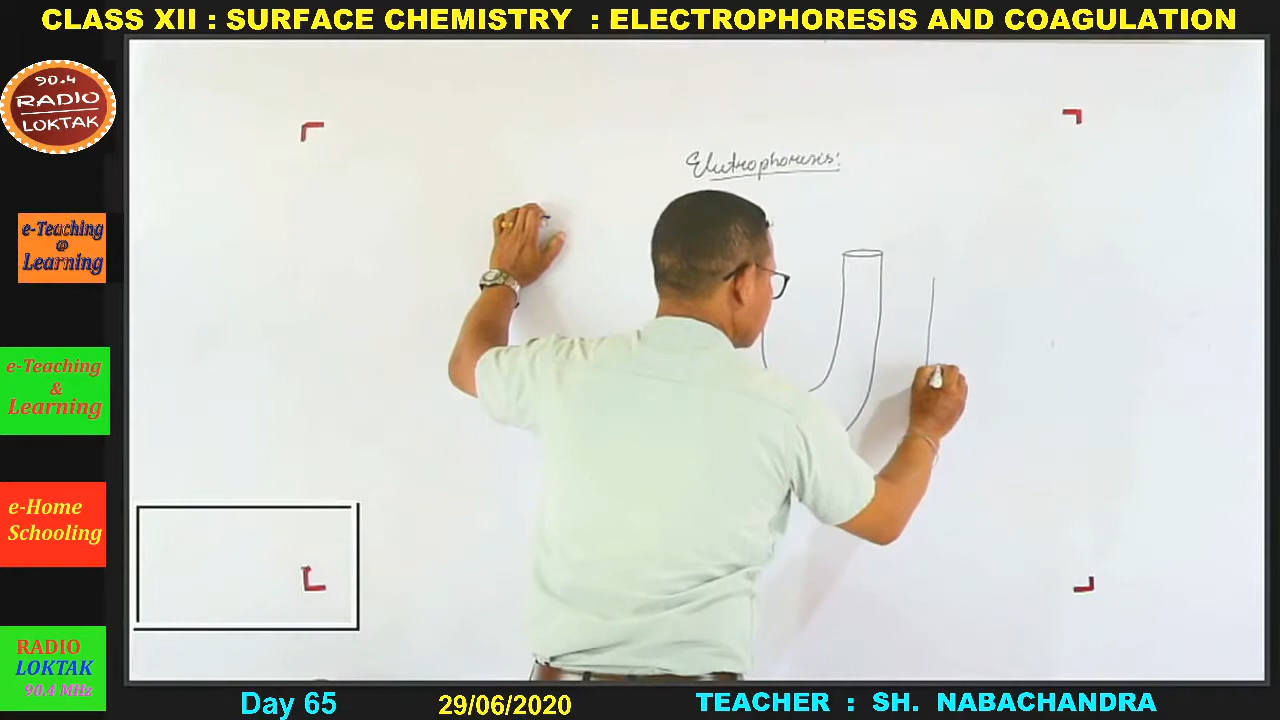 CLASS XII : SURFACE CHEMISTRY : ELECTROPHORESIS AND COAGULATION
90.4
RADIO
LOKTAK
Electrophoresis:
e-Teaching
@
Learning
e-Teaching
&
Learning
e-Home
Schooling
RADIO
LOKTAK
90.4 MHz
Day 65
29/06/2020
TEACHER : SH. NABACHANDRA